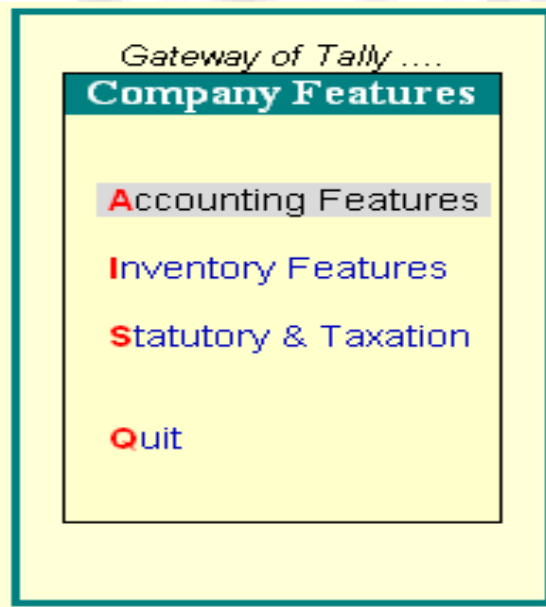 Gateway of Tally ....
Company Features
Accounting Features
Inventory Features
Statutory & Taxation
Quit